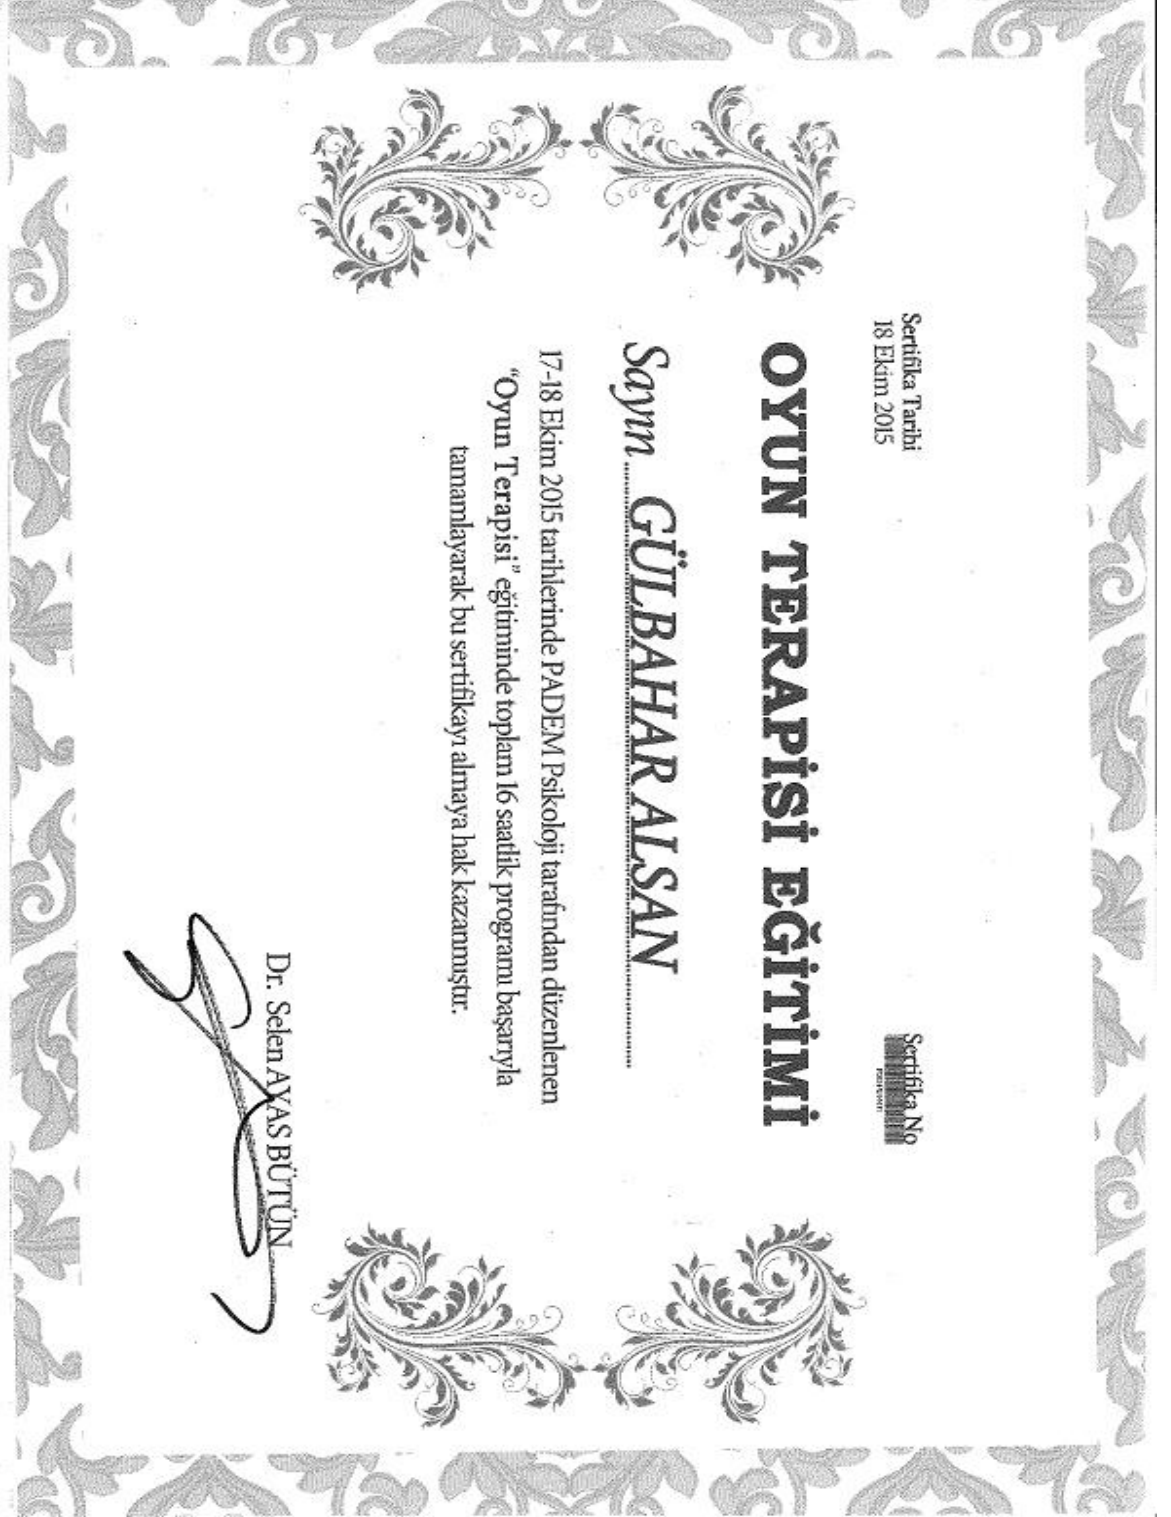 Sertifika Tarihi
18 Ekim 2015
Sertifika No
OYUN TERAPİSİ EĞİTİMİ
Sayın GÜLBAHAR ALSAN
17-18 Ekim 2015 tarihlerinde PADEM Psikoloji tarafından düzenlenen
“Oyun Terapisi” eğitiminde toplam 16 saatlik programı başarıyla
tamamlayarak bu sertifikayı almaya hak kazanmıştır.
Dr. Selen AYAS BÜTÜN